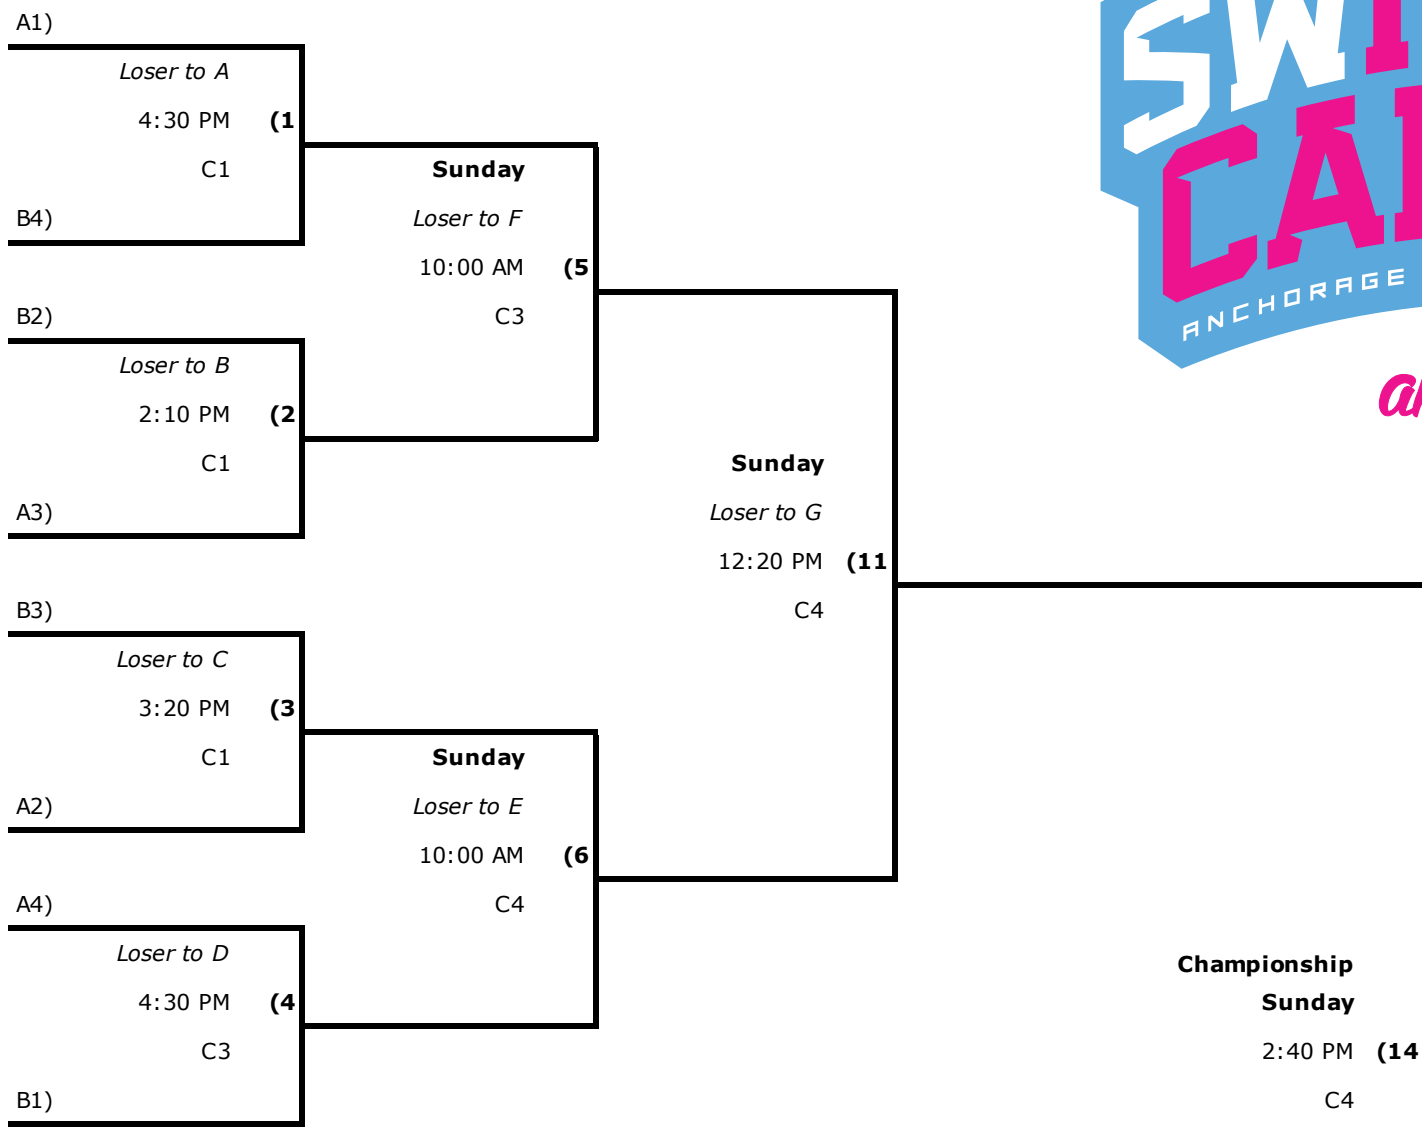 A1)
Loser to A
4:30 PM (1
C1
B4)
Sunday
Loser to F
10:00 AM (5
C3
B2)
Loser to B
2:10 PM (2
C1
A3)
Sunday
Loser to G
12:20 PM (11
C4
B3)
Loser to C
3:20 PM (3
C1
A2)
Sunday
Loser to E
10:00 AM (6
C4
A4)
Loser to D
4:30 PM (4
C3
B1)
Championship
Sunday
2:40 PM (14
C4
SW
CA
ANCHORAGE